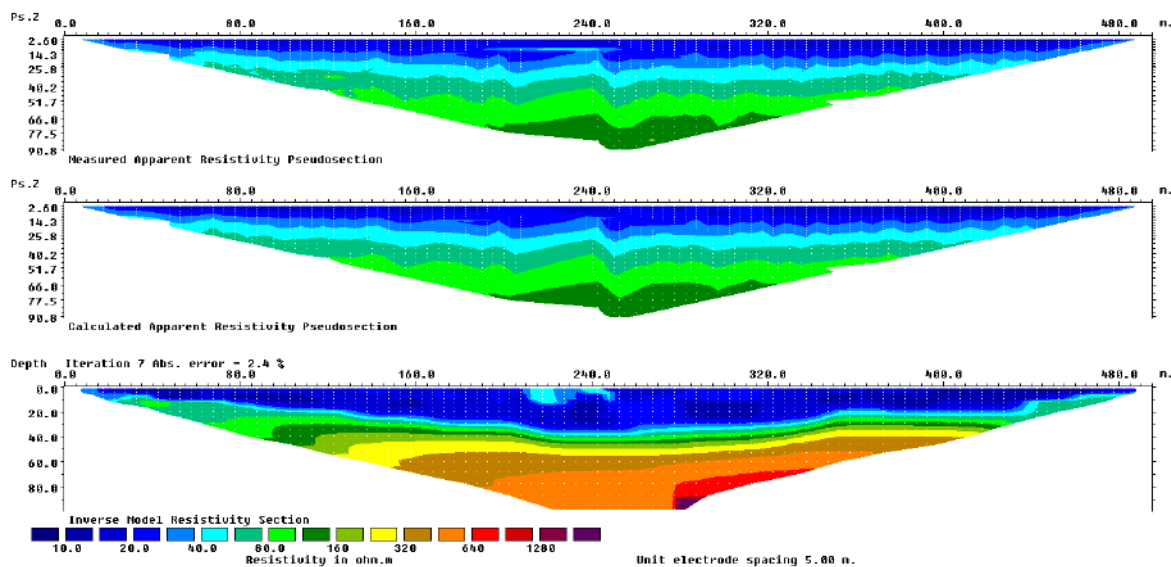 Ps.Z 0.0 80.0 160.0 240.0 320.0 400.0 480.0 m.
2.60
14.3
25.8
40.2
51.7
66.0
77.5
90.8
Measured Apparent Resistivity Pseudosection
Ps.Z 0.0 80.0 160.0 240.0 320.0 400.0 480.0 m.
2.60
14.3
25.8
40.2
51.7
66.0
77.5
90.8
Calculated Apparent Resistivity Pseudosection
Depth Iteration 7 Abs. error = 2.4 %
0.0 80.0 160.0 240.0 320.0 400.0 480.0 m.
0.0
20.0
40.0
60.0
80.0
Inverse Model Resistivity Section
10.0 20.0 40.0 80.0 160 320 640 1280
Resistivity in ohm.m Unit electrode spacing 5.00 m.